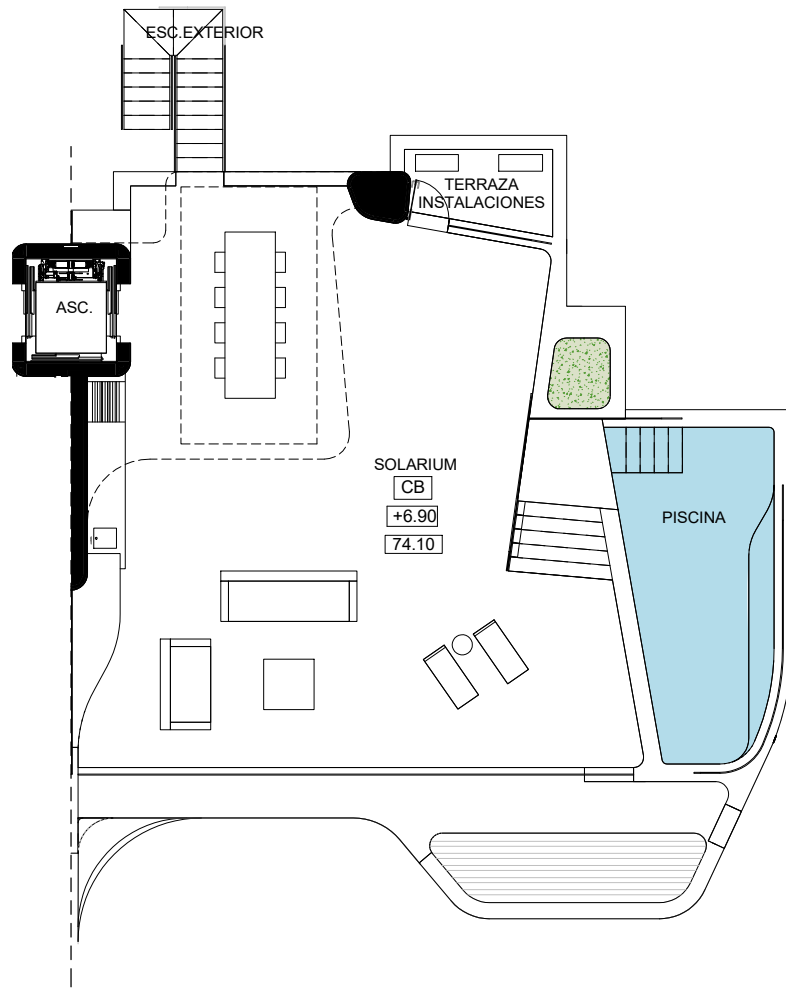 ESC.EXTERIOR
TERRAZA
INSTALACIONES
ASC.
SOLARIUM
CB
+6.90
74.10
PISCINA